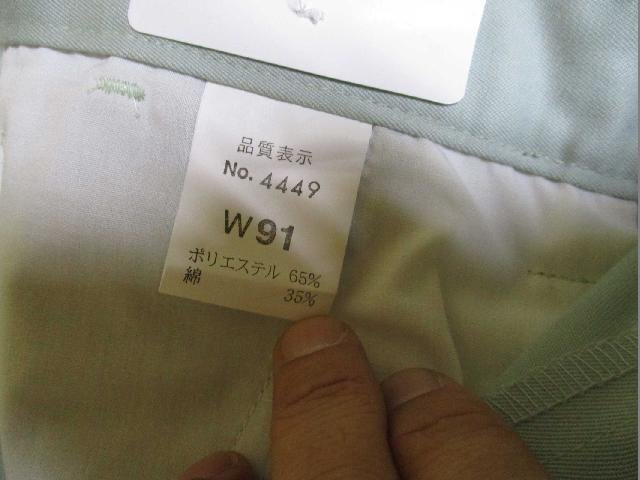 品質表示
No. 4449
W91
ポリエステル 65%
綿 35%